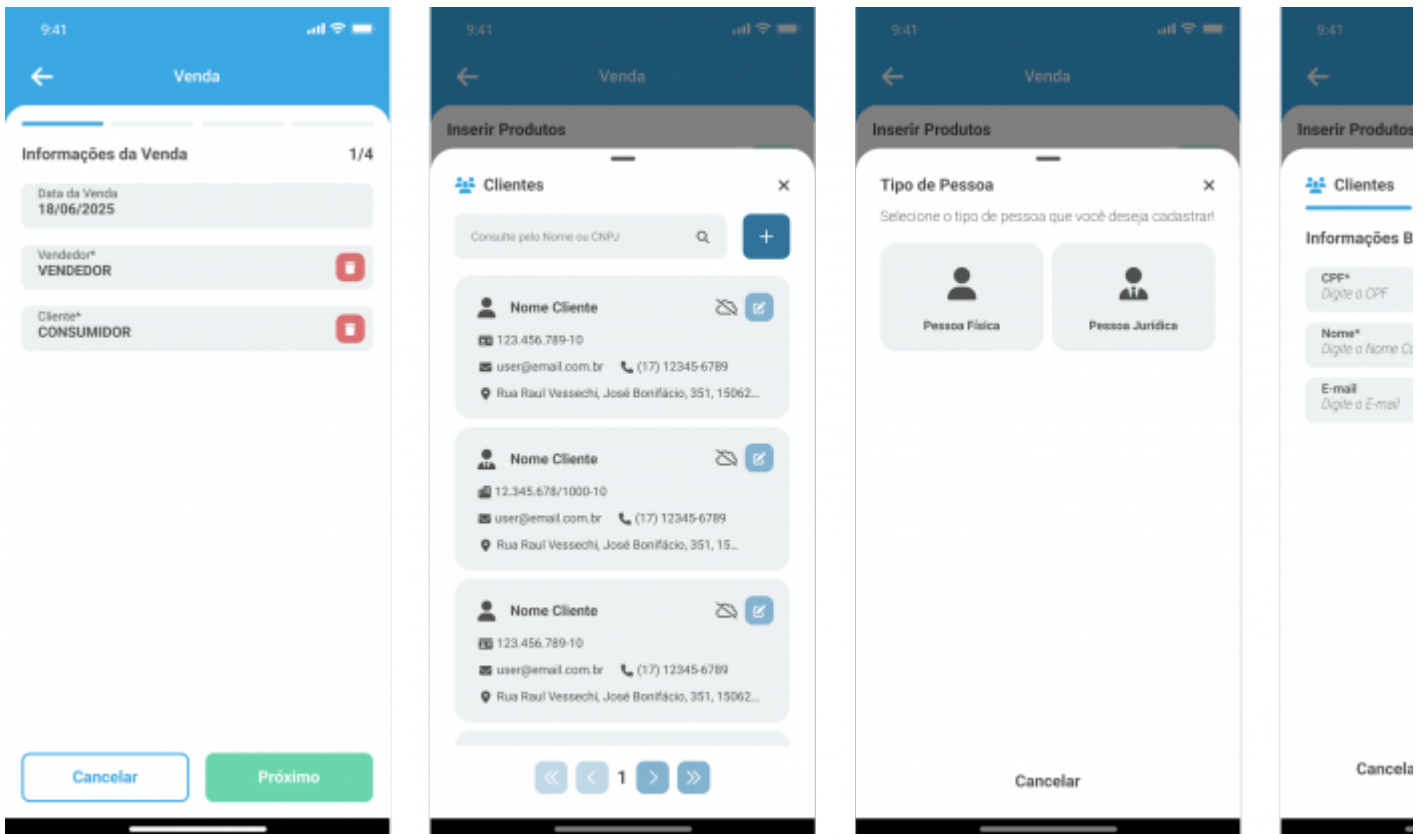 9:41
Venda
Informações da Venda 1/4
Data da Venda
18/06/2025
Vendedor*
VENDEDOR
Cliente*
CONSUMIDOR
Cancelar Próximo
9:41
Venda
Inserir Produtos
Clientes
Consulte pelo Nome ou CNPJ
Nome Cliente
123.456.789-10
user@email.com.br (17) 12345-6789
Rua Raul Vessechi, José Bonifácio, 351, 15062...
Nome Cliente
12.345.678/1000-10
user@email.com.br (17) 12345-6789
Rua Raul Vessechi, José Bonifácio, 351, 15...
Nome Cliente
123.456.789-10
user@email.com.br (17) 12345-6789
Rua Raul Vessechi, José Bonifácio, 351, 15062...
1
9:41
Venda
Inserir Produtos
Tipo de Pessoa
Selecione o tipo de pessoa que você deseja cadastrar!
Pessoa Física Pessoa Jurídica
Cancelar
9:41
Inserir Produtos
Clientes
Informações B
CPF*
Digite o CPF
Nome*
Digite o Nome Co
E-mail
Digite o E-mail
Cancela